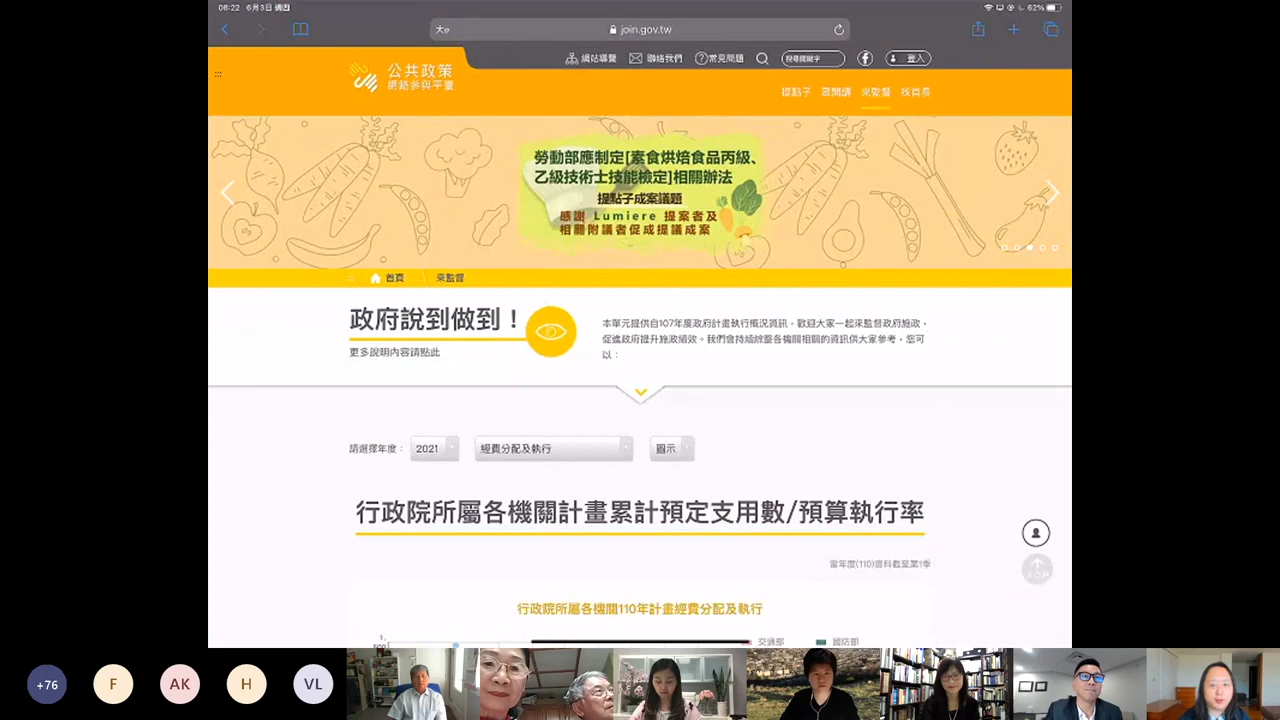 08:22 6月3日 週四
62%
大小
join.gov.tw
公共政策
網路參與平臺
網站導覽
聯絡我們
常見問題
搜尋關鍵字
登入
提點子
眾開講
來監督
找首長
勞動部應制定[素食烘焙食品丙級、
乙級技術士技能檢定]相關辦法
提點子成案議題
感謝 Lumiere 提案者及
相關附議者促成提議成案
首頁
來監督
政府說到做到！
更多說明內容請點此
本單元提供自107年度政府計畫執行概況資訊，歡迎大家一起來監督政府施政，
促進政府提升施政績效。我們會持續綜整各機關相關的資訊供大家參考，您可
以：
請選擇年度：
2021
經費分配及執行
圖示
行政院所屬各機關計畫累計預定支用數/預算執行率
當年度(110)資料截至第1季
TOP
行政院所屬各機關110年計畫經費分配及執行
交通部
國防部
+76
F
AK
H
VL